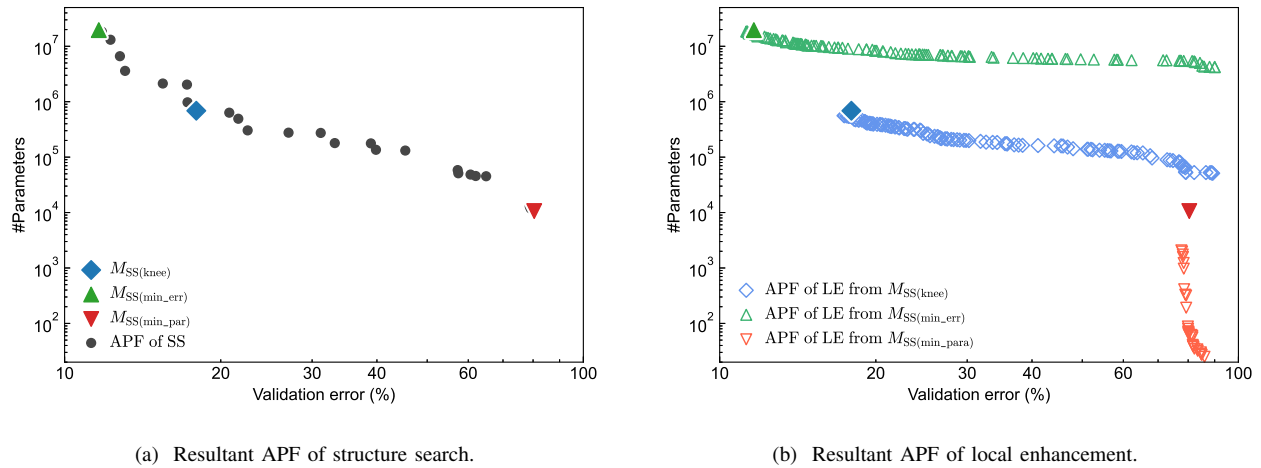 #Parameters
10^7
10^6
10^5
10^4
10^3
10^2
M_SS(knee)
M_SS(min_err)
M_SS(min_par)
APF of SS
10 20 30 40 60 100
Validation error (%)
(a) Resultant APF of structure search.
#Parameters
10^7
10^6
10^5
10^4
10^3
10^2
APF of LE from M_SS(knee)
APF of LE from M_SS(min_err)
APF of LE from M_SS(min_para)
10 20 30 40 60 100
Validation error (%)
(b) Resultant APF of local enhancement.